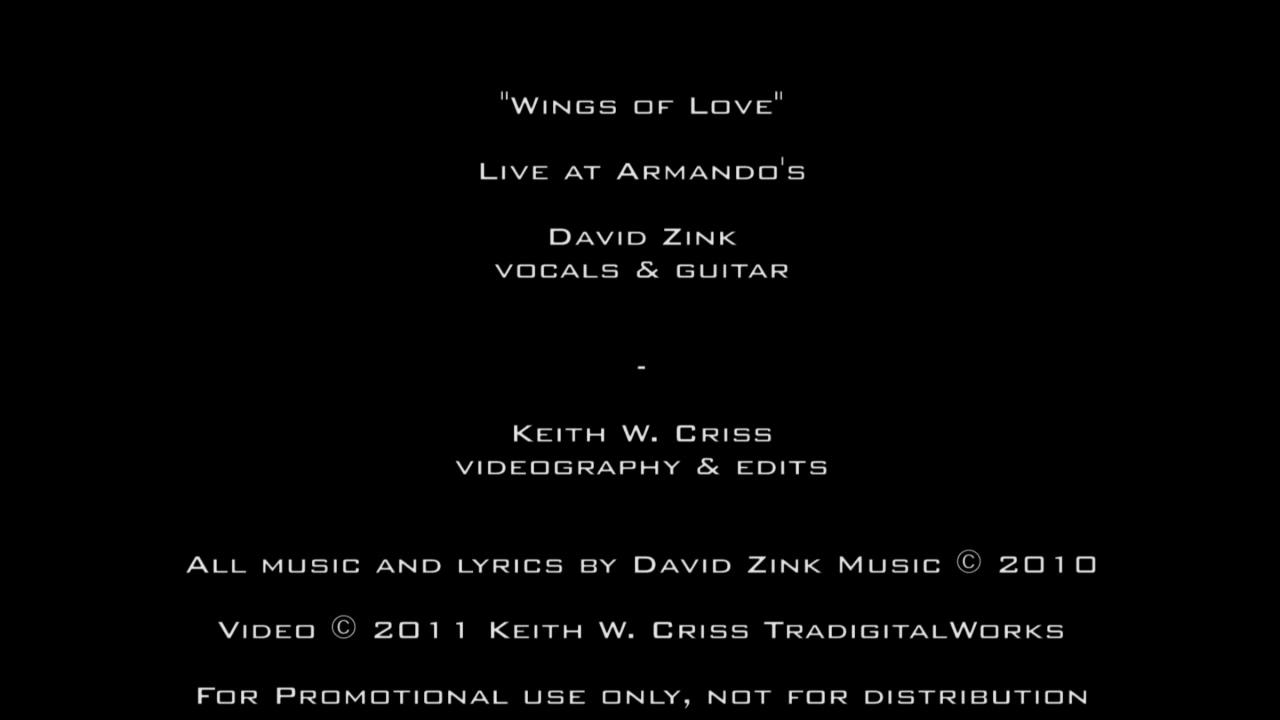 "Wings of Love"
Live at Armando's
David Zink
vocals & guitar
-
Keith W. Criss
videography & edits
All music and lyrics by David Zink Music © 2010
Video © 2011 Keith W. Criss TradigitalWorks
For Promotional use only, not for distribution